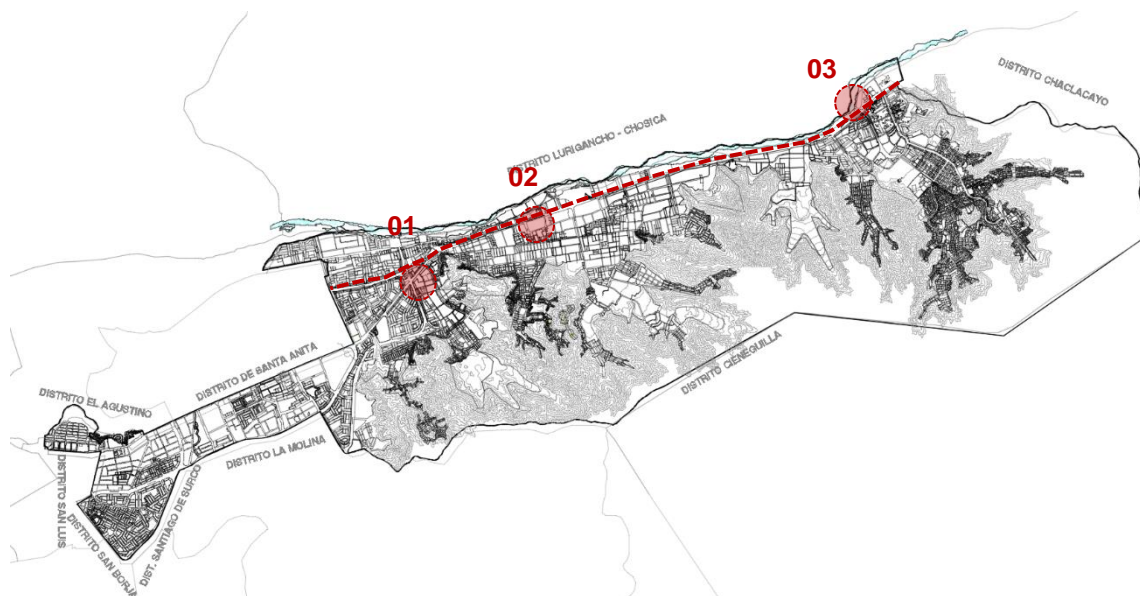 03
DISTRITO CHACLACAYO
DISTRITO LURIGANCHO - CHOSICA
02
01
DISTRITO DE SANTA ANITA
DISTRITO CIENEGUILLA
DISTRITO EL AGUSTINO
DISTRITO LA MOLINA
DISTRITO SAN LUIS
DIST. SANTIAGO DE SURCO
DISTRITO SAN BORJA